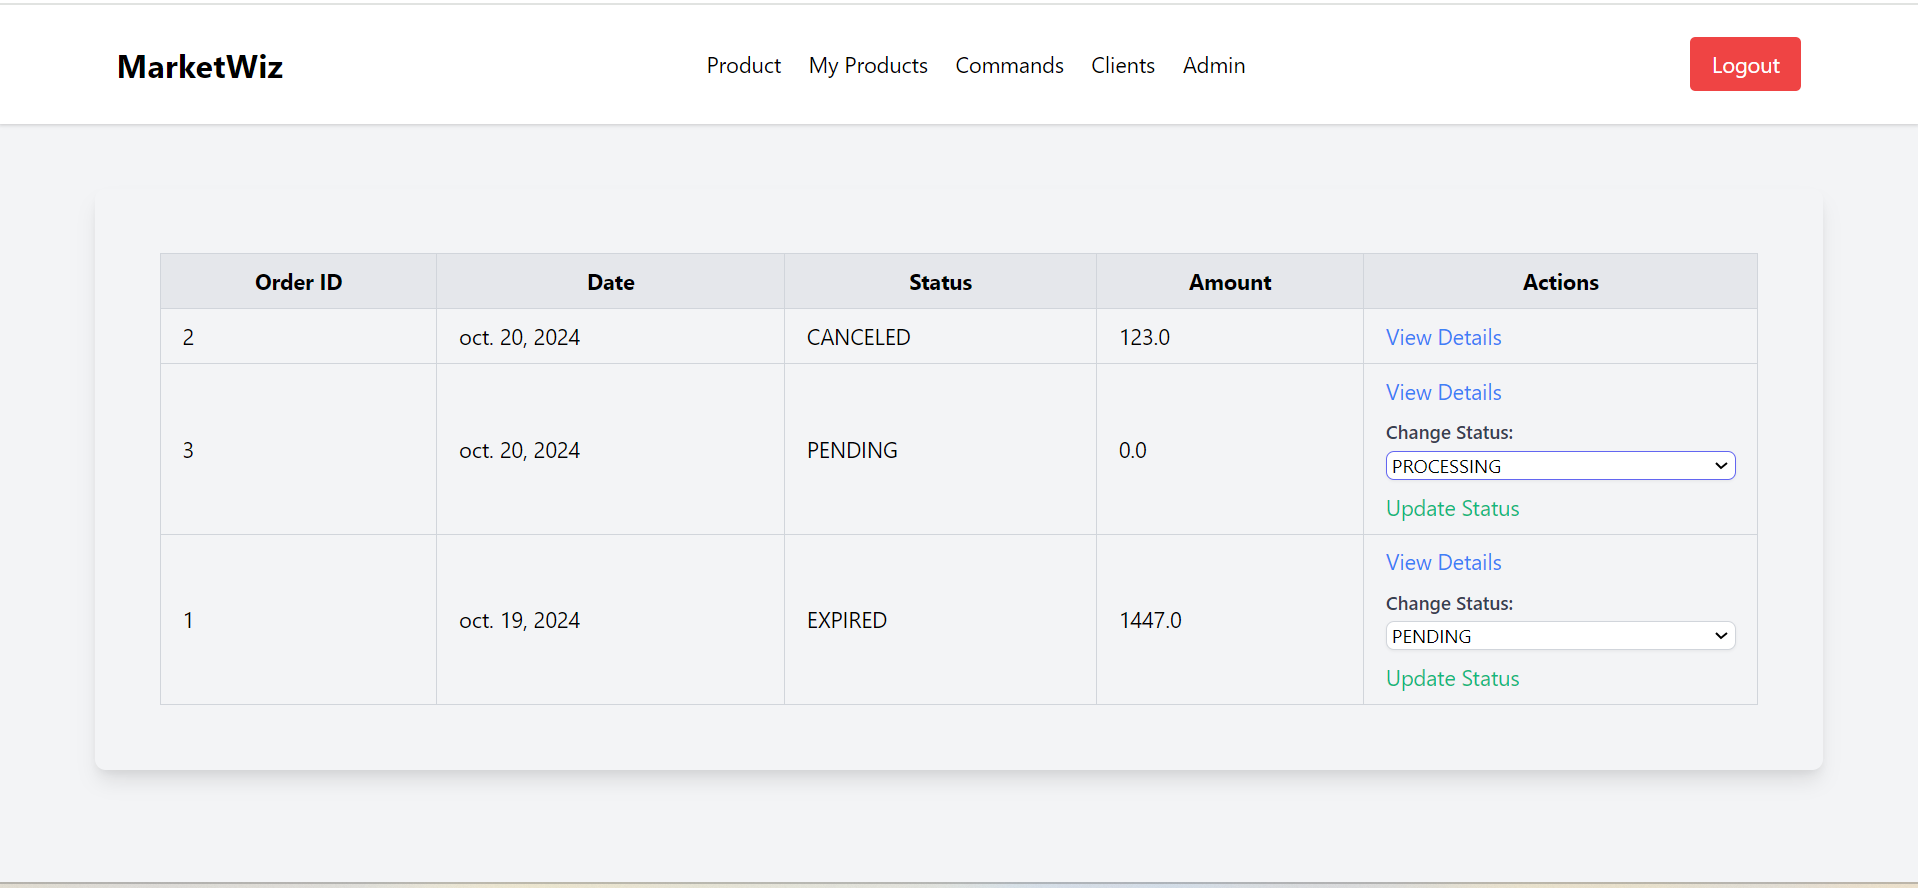 MarketWiz
Product My Products Commands Clients Admin
Logout
Order ID Date Status Amount Actions
2 oct. 20, 2024 CANCELED 123.0 View Details
View Details
Change Status:
3 oct. 20, 2024 PENDING 0.0 PROCESSING
Update Status
View Details
Change Status:
1 oct. 19, 2024 EXPIRED 1447.0 PENDING
Update Status